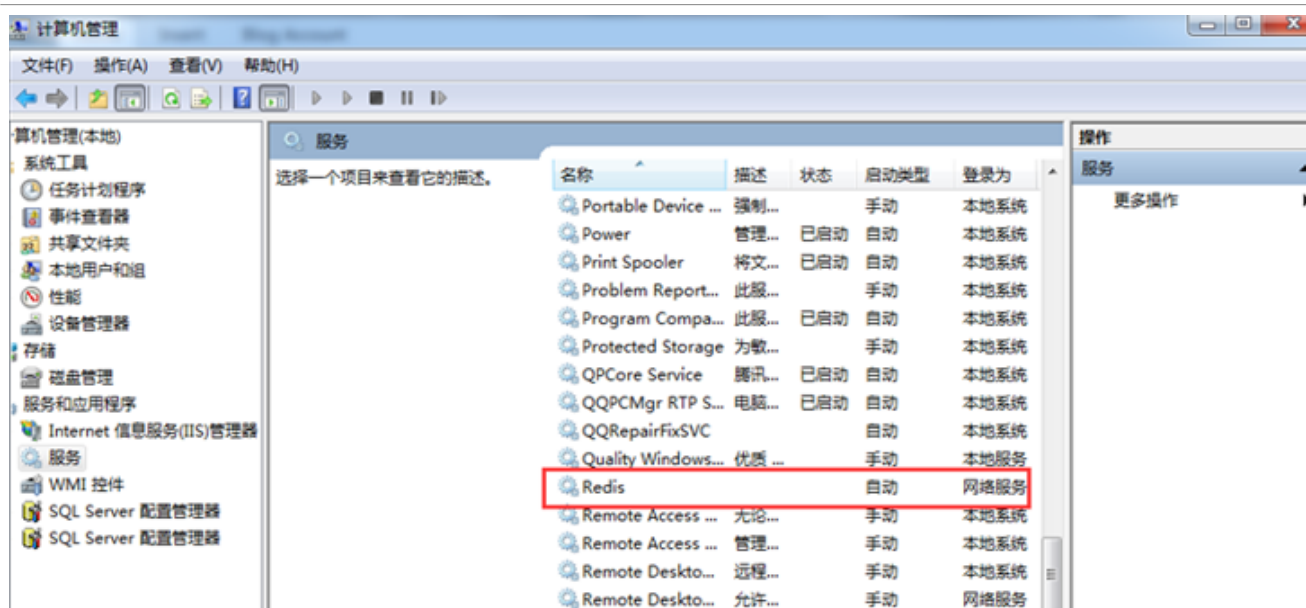 计算机管理
文件(F) 操作(A) 查看(V) 帮助(H)
算机管理(本地)
系统工具
任务计划程序
事件查看器
共享文件夹
本地用户和组
性能
设备管理器
存储
磁盘管理
服务和应用程序
Internet 信息服务(IIS)管理器
服务
WMI 控件
SQL Server 配置管理器
SQL Server 配置管理器
服务
选择一个项目来查看它的描述。
名称 描述 状态 启动类型 登录为
Portable Device ... 强制... 手动 本地系统
Power 管理... 已启动 自动 本地系统
Print Spooler 将文... 已启动 自动 本地系统
Problem Report... 此服... 手动 本地系统
Program Compa... 此服... 已启动 自动 本地系统
Protected Storage 为敏... 手动 本地系统
QPCore Service 腾讯... 已启动 自动 本地系统
QQPCMgr RTP S... 电脑... 已启动 自动 本地系统
QQRepairFixSVC 自动 本地系统
Quality Windows... 优质 ... 手动 本地服务
Redis 自动 网络服务
Remote Access ... 无论... 手动 本地系统
Remote Access ... 管理... 手动 本地系统
Remote Deskto... 远程... 手动 本地系统
Remote Deskto... 允许... 手动 网络服务
操作
服务
更多操作